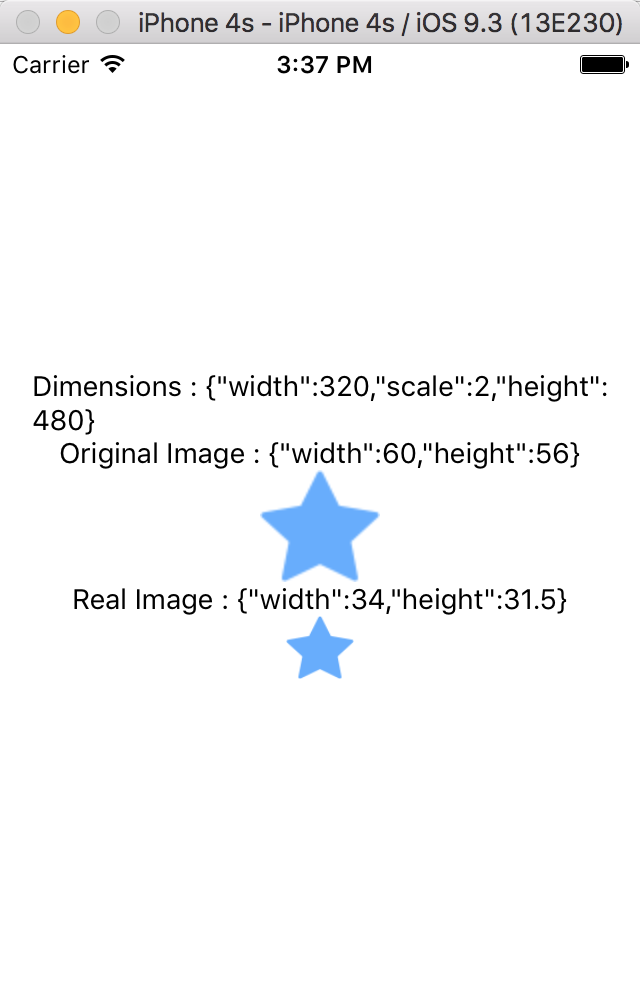 iPhone 4s - iPhone 4s / iOS 9.3 (13E230)
Carrier 3:37 PM
Dimensions : {"width":320,"scale":2,"height":
480}
Original Image : {"width":60,"height":56}
Real Image : {"width":34,"height":31.5}